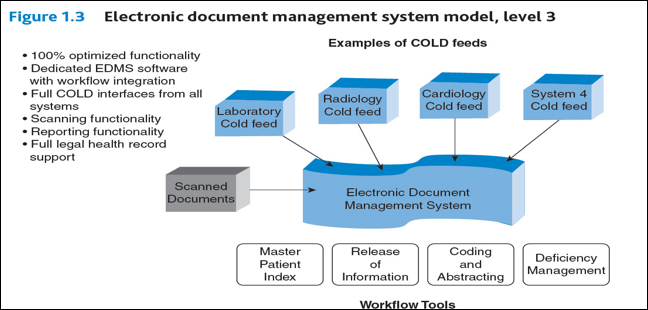 Figure 1.3 Electronic document management system model, level 3
• 100% optimized functionality
• Dedicated EDMS software
with workflow integration
• Full COLD interfaces from all
systems
• Scanning functionality
• Reporting functionality
• Full legal health record
support
Examples of COLD feeds
Laboratory
Cold feed
Radiology
Cold feed
Cardiology
Cold feed
System 4
Cold feed
Scanned
Documents
Electronic Document
Management System
Master
Patient
Index
Release
of
Information
Coding
and
Abstracting
Deficiency
Management
Workflow Tools